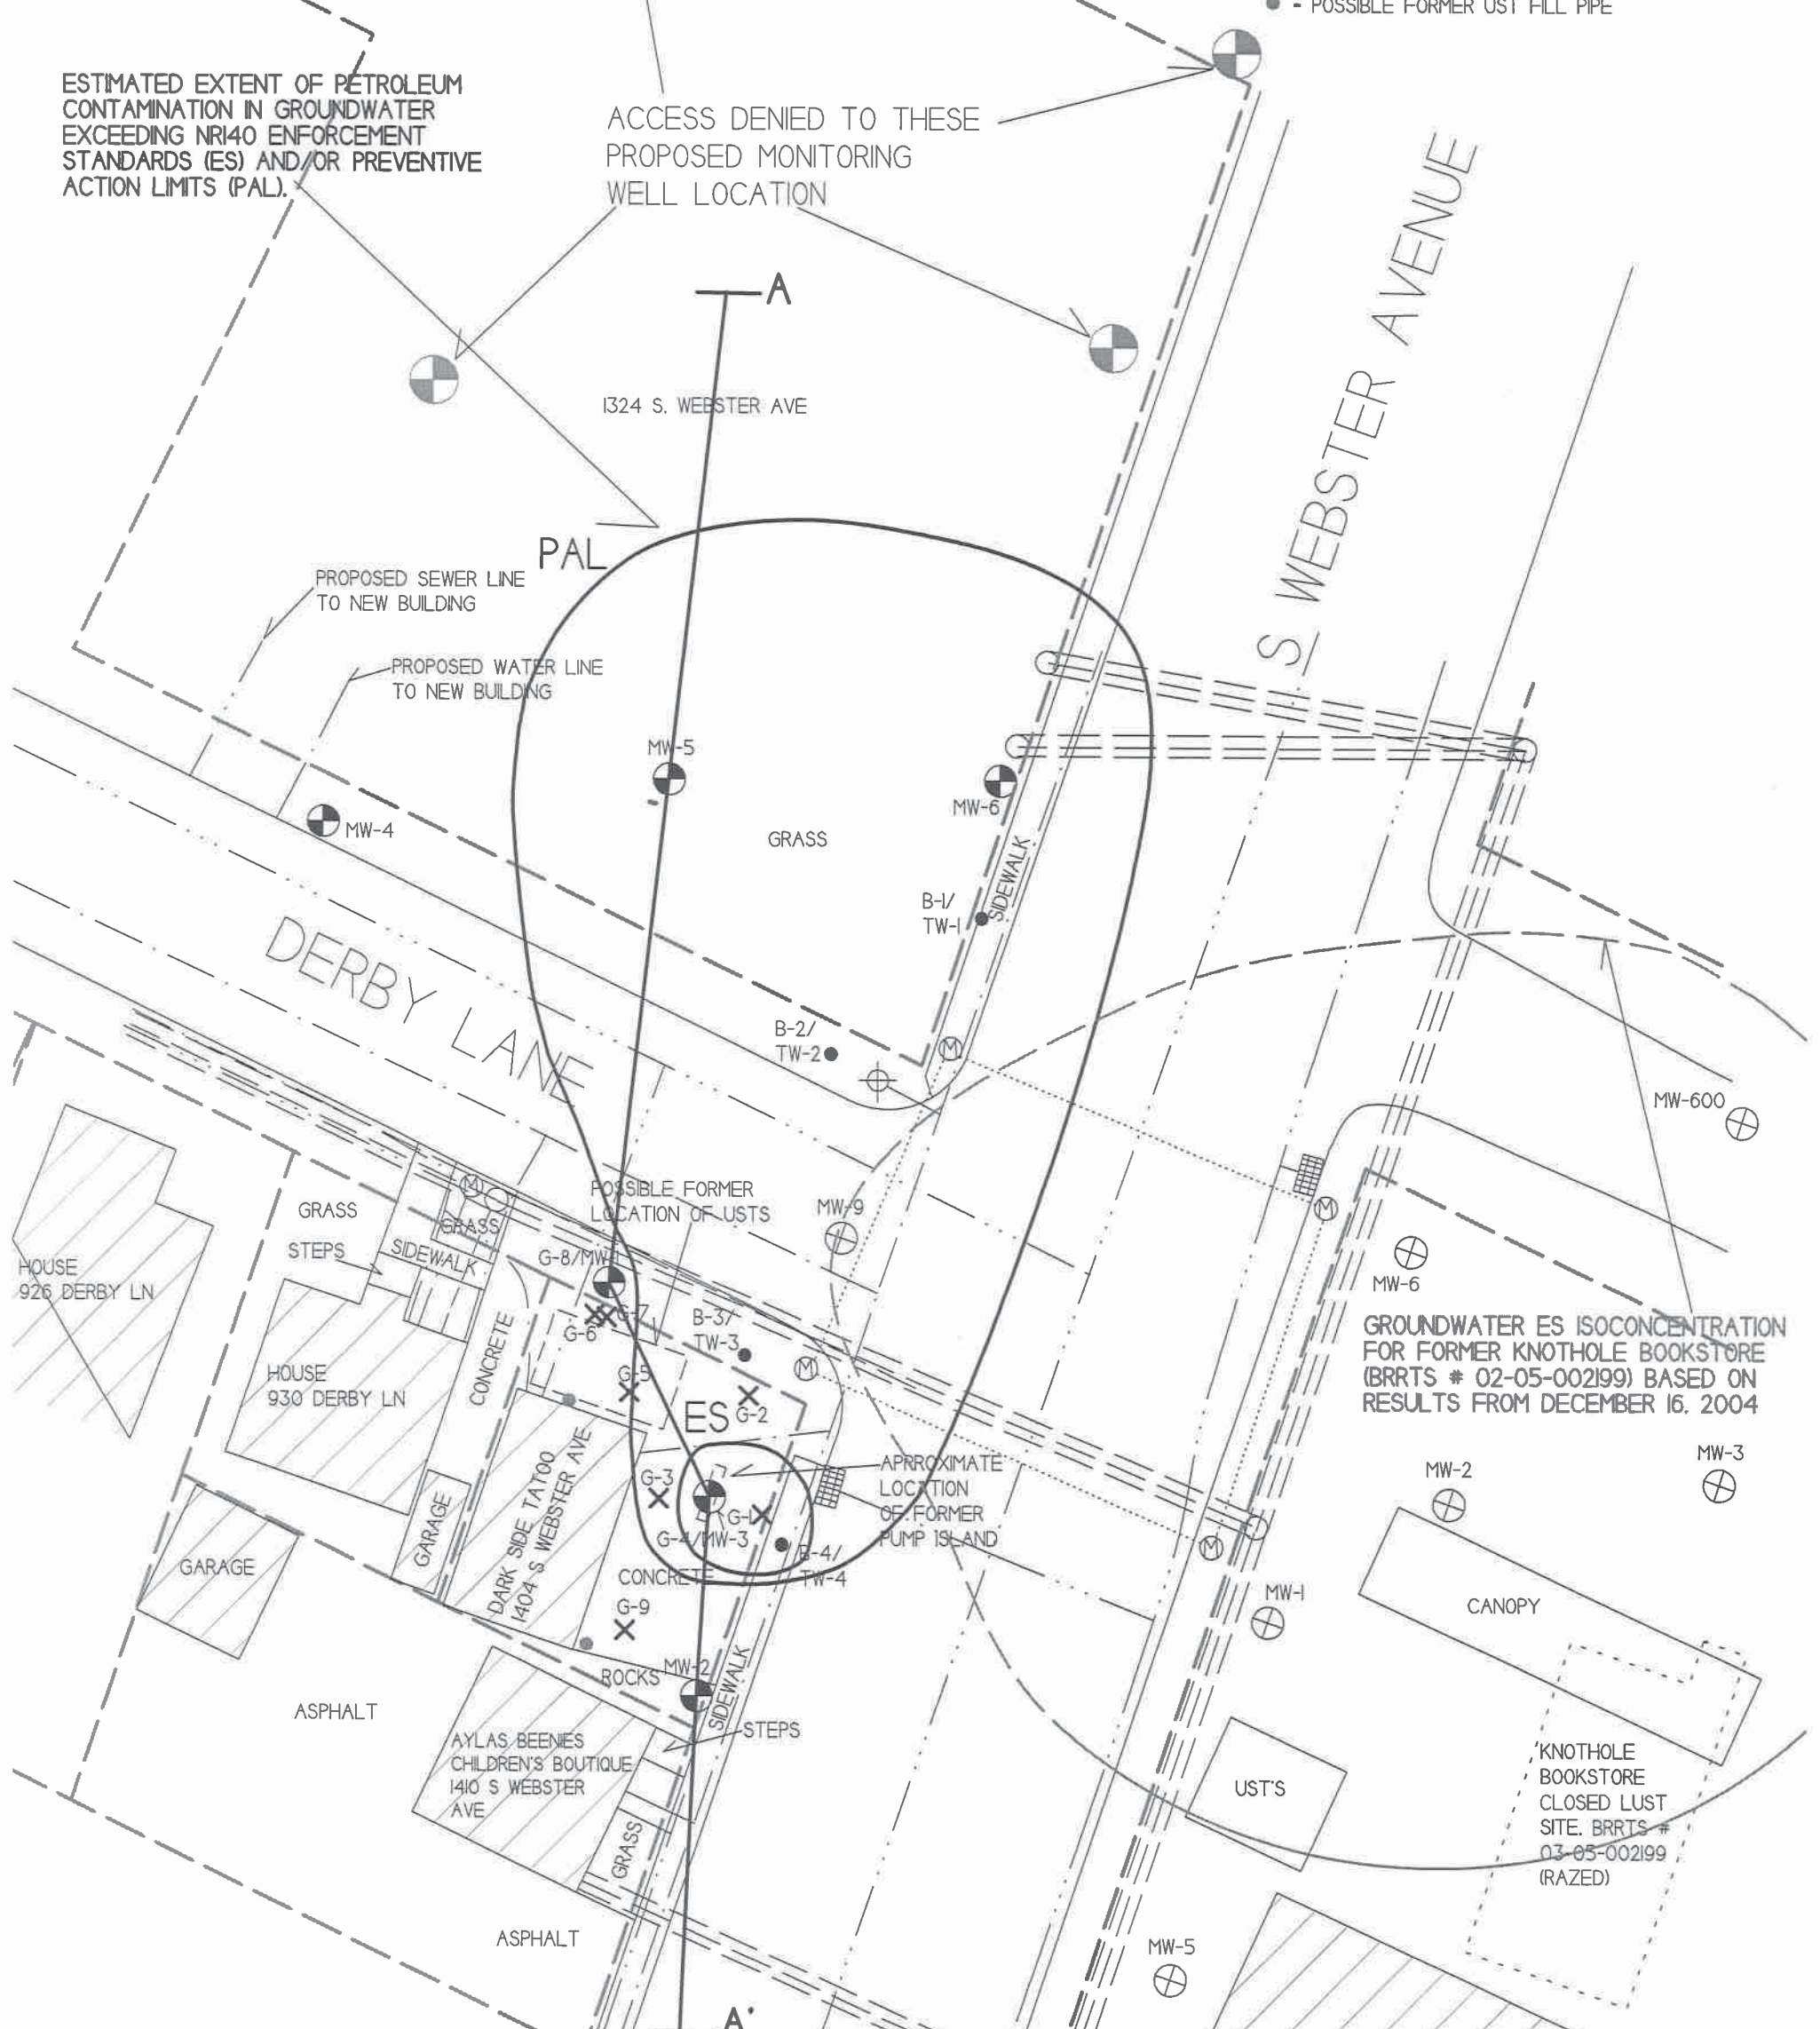 - POSSIBLE FORMER UST FILL PIPE
ESTIMATED EXTENT OF PETROLEUM
CONTAMINATION IN GROUNDWATER
EXCEEDING NR140 ENFORCEMENT
STANDARDS (ES) AND/OR PREVENTIVE
ACTION LIMITS (PAL).
ACCESS DENIED TO THESE
PROPOSED MONITORING
WELL LOCATION
A
1324 S. WEBSTER AVE
S WEBSTER AVENUE
PAL
PROPOSED SEWER LINE
TO NEW BUILDING
PROPOSED WATER LINE
TO NEW BUILDING
MW-5
MW-4
MW-6
GRASS
SIDEWALK
B-1/
TW-1
DERBY LANE
B-2/
TW-2
M
MW-600
POSSIBLE FORMER
LOCATION OF USTS
GRASS
GRASS
M
STEPS
SIDEWALK
MW-9
M
MW-6
HOUSE
926 DERBY LN
G-8/MW-1
G-7
G-6
B-3/
TW-3
M
GROUNDWATER ES ISOCONCENTRATION
FOR FORMER KNOTHOLE BOOKSTORE
(BRRTS # 02-05-002199) BASED ON
RESULTS FROM DECEMBER 16, 2004
HOUSE
930 DERBY LN
CONCRETE
G-5
ES
G-2
DARK SIDE TATOO
1404 S WEBSTER AVE
G-3
G-1
G-4/MW-3
APRROXIMATE
LOCATION
OF FORMER
PUMP ISLAND
B-4/
TW-4
M
MW-2
MW-3
GARAGE
GARAGE
CONCRETE
G-9
MW-1
CANOPY
ROCKS
MW-2
SIDEWALK
STEPS
ASPHALT
AYLAS BEENIES
CHILDREN'S BOUTIQUE
1410 S WEBSTER
AVE
GRASS
UST'S
KNOTHOLE
BOOKSTORE
CLOSED LUST
SITE. BRRTS #
03-05-002199
(RAZED)
ASPHALT
MW-5
A'